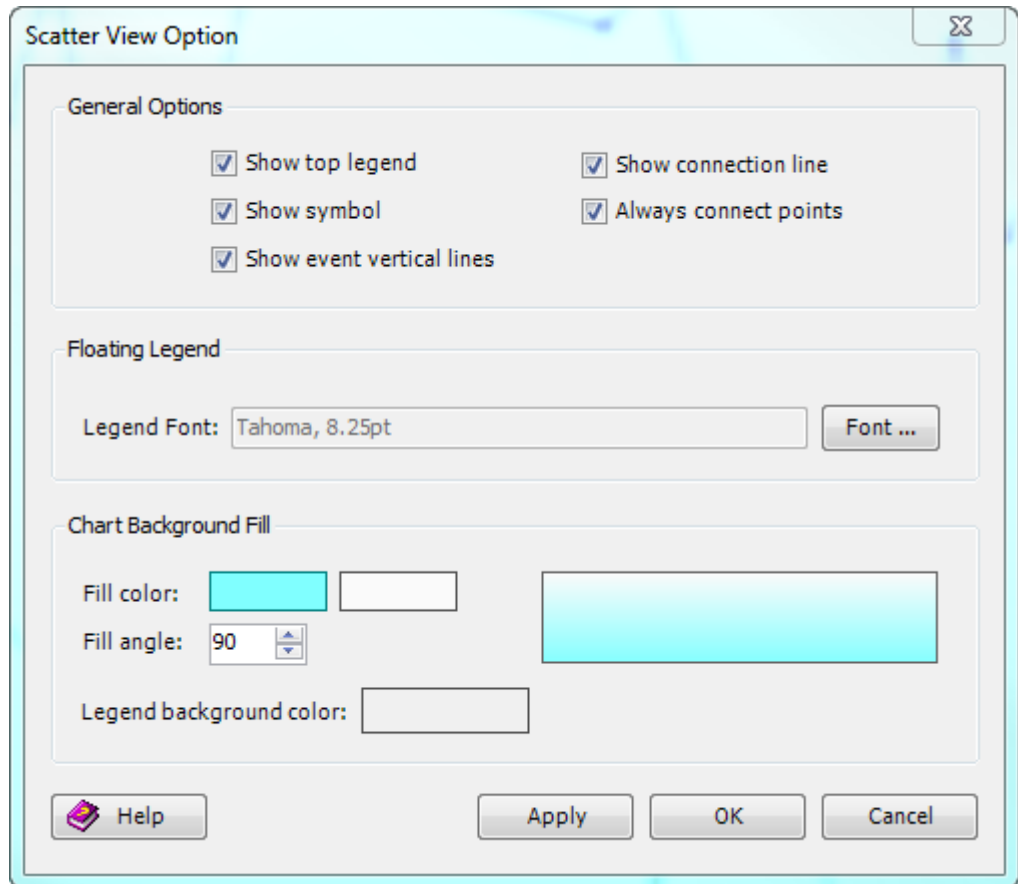 Scatter View Option
General Options
Show top legend
Show connection line
Show symbol
Always connect points
Show event vertical lines
Floating Legend
Legend Font: Tahoma, 8.25pt Font ...
Chart Background Fill
Fill color:
Fill angle: 90
Legend background color:
Help Apply OK Cancel